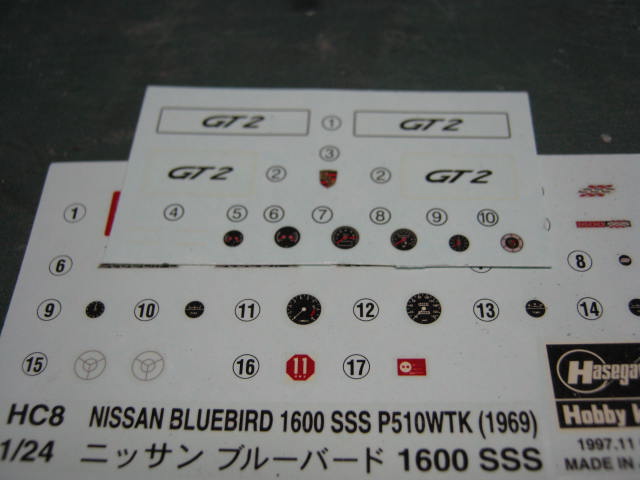 GT2 ① GT2
③
GT2 ② ② GT2
④ ⑤ ⑥ ⑦ ⑧ ⑨ ⑩
①
⑥ ⑧
⑨ ⑩ ⑪ ⑫ ⑬ ⑭
⑮ ⑯ 11 ⑰
HC8 NISSAN BLUEBIRD 1600 SSS P510WTK (1969)
1/24 ニッサン ブルーバード 1600 SSS
Hobby
1997.11
MADE IN